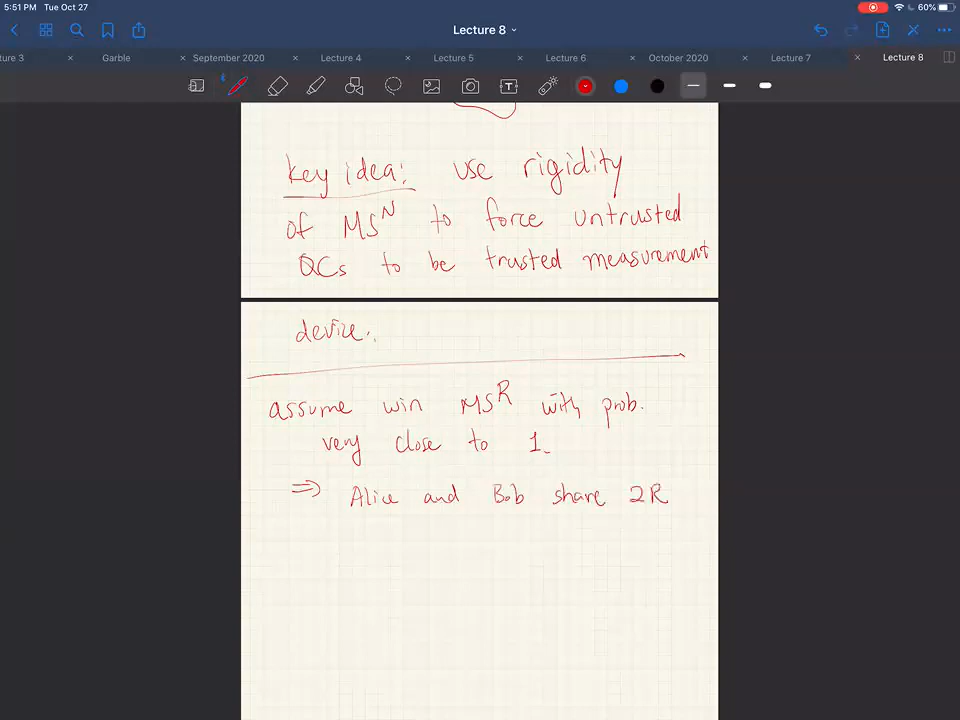 5:51 PM Tue Oct 27
60%
Lecture 8
ture 3
Garble
September 2020
Lecture 4
Lecture 5
Lecture 6
October 2020
Lecture 7
Lecture 8
key idea: use rigidity
of MS^N to force untrusted
QCs to be trusted measurement
device.
assume win MS^R with prob.
very close to 1.
⇒ Alice and Bob share 2R